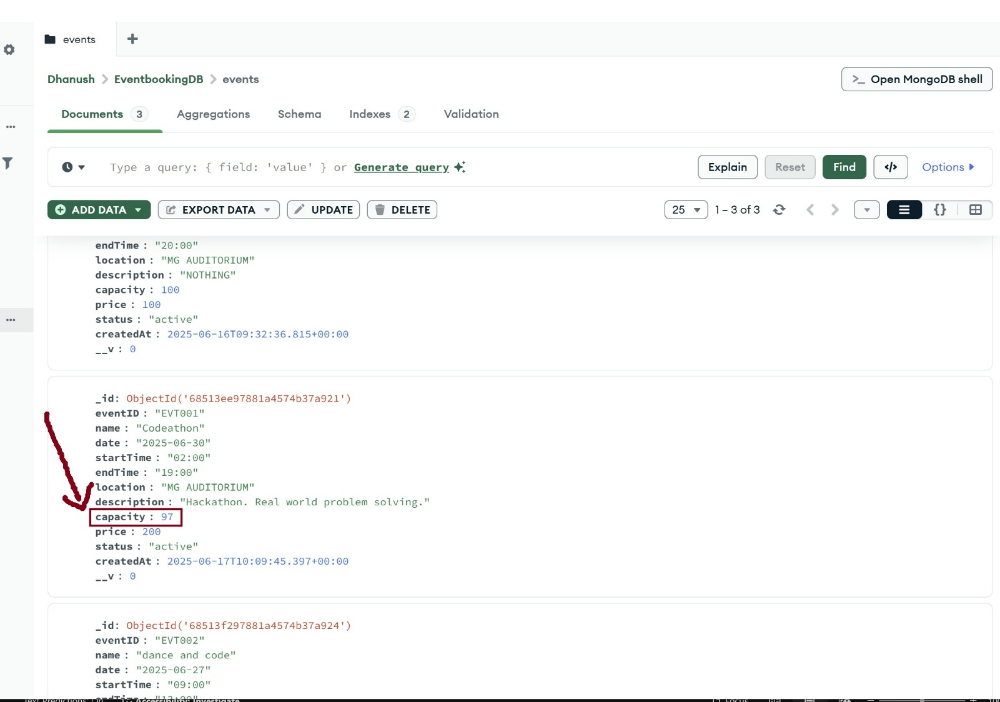 events
Dhanush EventbookingDB events
Open MongoDB shell
Documents 3 Aggregations Schema Indexes 2 Validation
Type a query: { field: 'value' } or Generate query
Explain Reset Find </> Options
ADD DATA EXPORT DATA UPDATE DELETE
25 1 – 3 of 3 {}
endTime : "20:00"
location : "MG AUDITORIUM"
description : "NOTHING"
capacity : 100
price : 100
status : "active"
createdAt : 2025-06-16T09:32:36.815+00:00
__v : 0
_id: ObjectId('68513ee97881a4574b37a921')
eventID : "EVT001"
name : "Codeathon"
date : "2025-06-30"
startTime : "02:00"
endTime : "19:00"
location : "MG AUDITORIUM"
description : "Hackathon. Real world problem solving."
capacity : 97
price : 200
status : "active"
createdAt : 2025-06-17T10:09:45.397+00:00
__v : 0
_id: ObjectId('68513f297881a4574b37a924')
eventID : "EVT002"
name : "dance and code"
date : "2025-06-27"
startTime : "09:00"
Text Predictions: On Accessibility: Investigate Focus